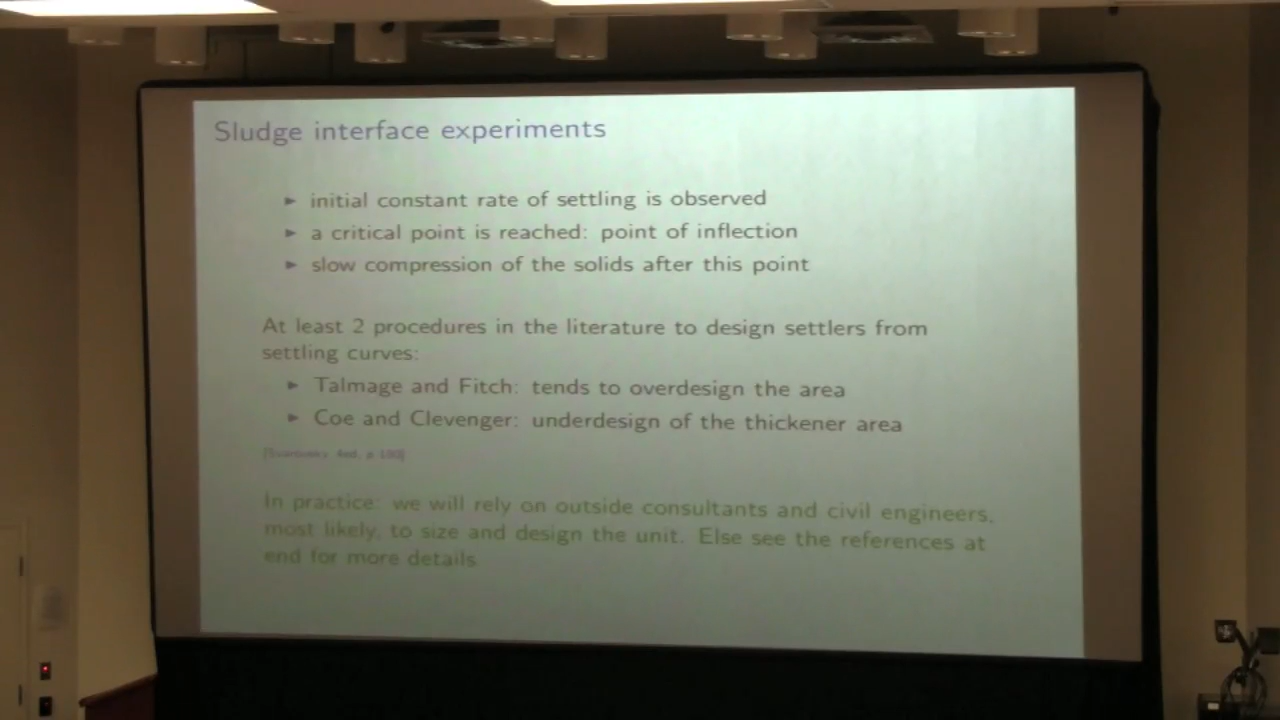 Sludge interface experiments
► initial constant rate of settling is observed
► a critical point is reached: point of inflection
► slow compression of the solids after this point
At least 2 procedures in the literature to design settlers from
settling curves:
► Talmage and Fitch: tends to overdesign the area
► Coe and Clevenger: underdesign of the thickener area
In practice: we will rely on outside consultants and civil engineers,
most likely, to size and design the unit. Else see the references at
end for more details